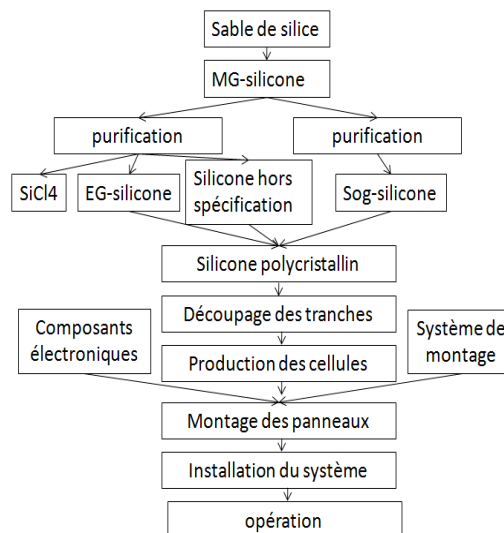 Sable de silice
MG-silicone
purification
purification
SiCl4
EG-silicone
Silicone hors
spécification
Sog-silicone
Silicone polycristallin
Découpage des tranches
Composants
électroniques
Système de
montage
Production des cellules
Montage des panneaux
Installation du système
opération